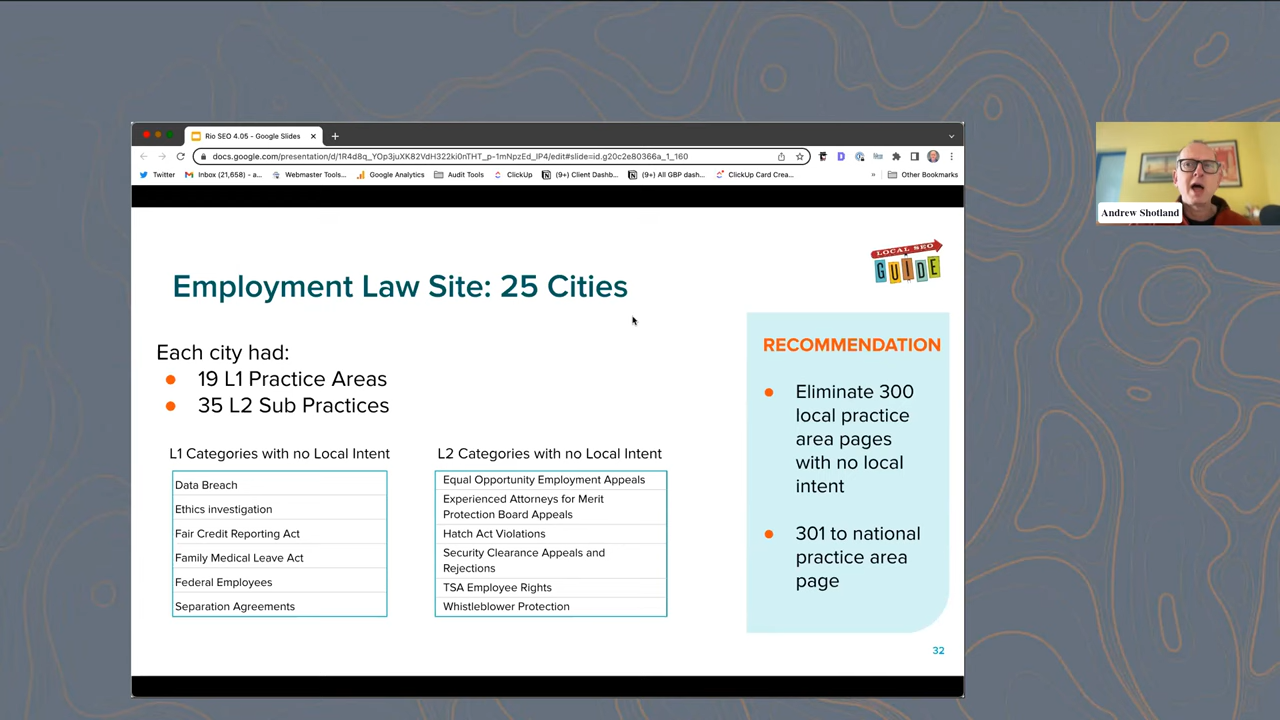 Rio SEO 4.05 - Google Slides
docs.google.com/presentation/d/1R4d8q_YOp3juXK82VdH322ki0nTHT_p-1mNpzEd_IP4/edit#slide=id.g20c2e80366a_1_160
Twitter
Inbox (21,658) - a...
Webmaster Tools...
Google Analytics
Audit Tools
ClickUp
(9+) Client Dashb...
(9+) All GBP dash...
ClickUp Card Crea...
»
Other Bookmarks
Andrew Shotland
LOCAL SEO
GUIDE
Employment Law Site: 25 Cities
Each city had:
19 L1 Practice Areas
35 L2 Sub Practices
L1 Categories with no Local Intent
Data Breach
Ethics investigation
Fair Credit Reporting Act
Family Medical Leave Act
Federal Employees
Separation Agreements
L2 Categories with no Local Intent
Equal Opportunity Employment Appeals
Experienced Attorneys for Merit
Protection Board Appeals
Hatch Act Violations
Security Clearance Appeals and
Rejections
TSA Employee Rights
Whistleblower Protection
RECOMMENDATION
Eliminate 300
local practice
area pages
with no local
intent
301 to national
practice area
page
32